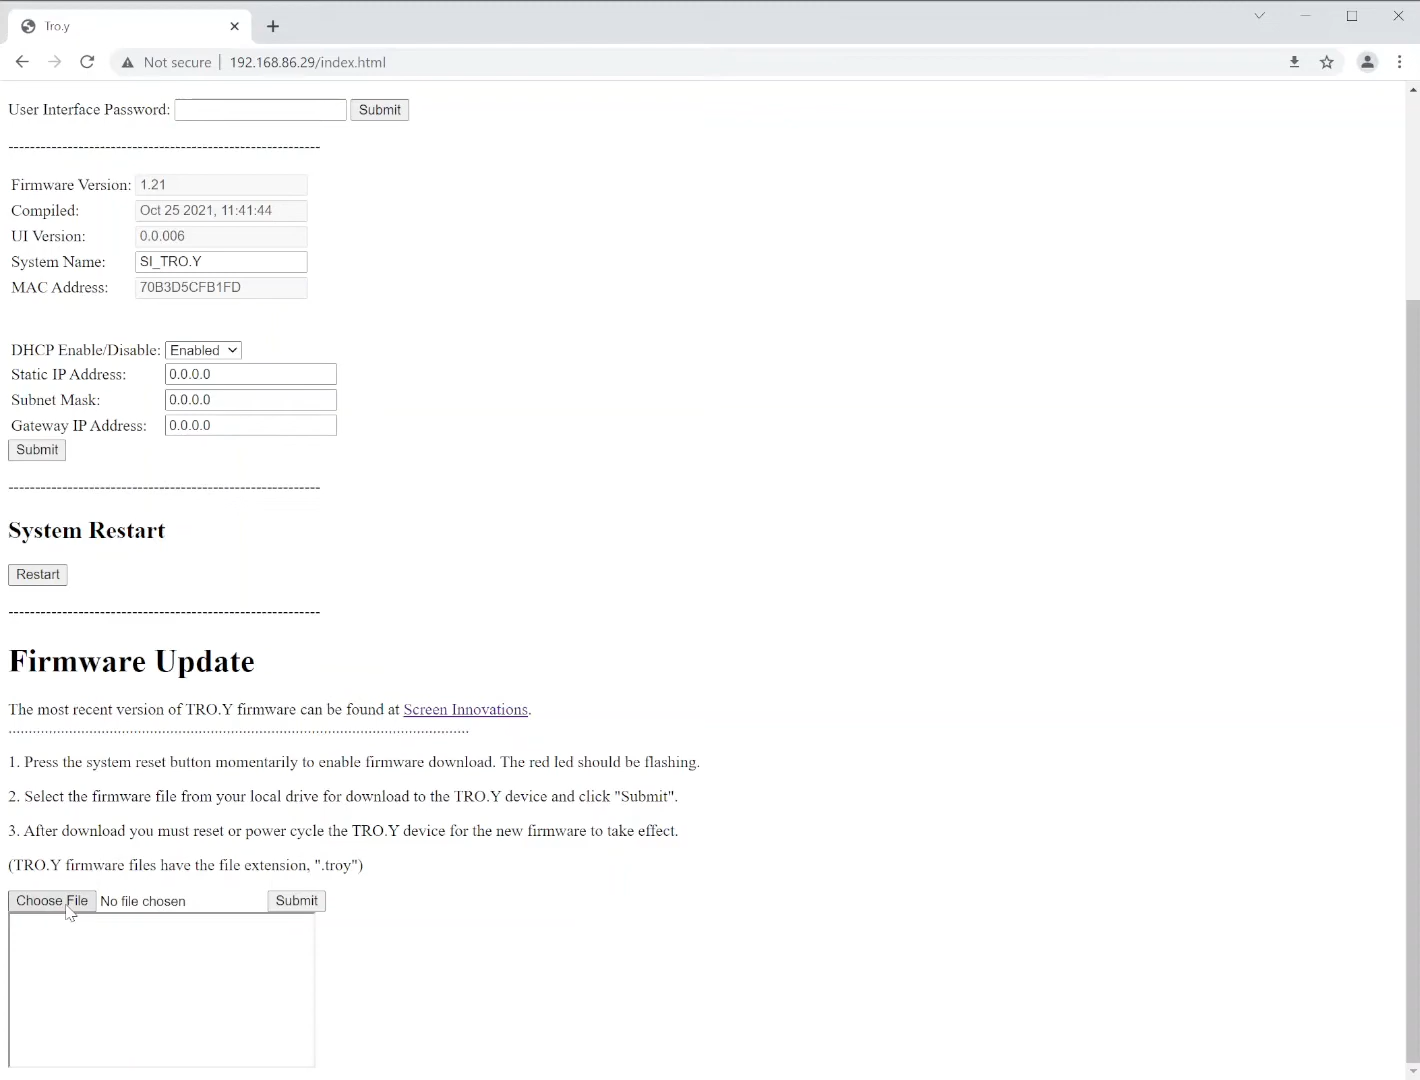 Tro.y
Not secure 192.168.86.29/index.html
User Interface Password: Submit
------------------------------------------------------------
Firmware Version: 1.21
Compiled: Oct 25 2021, 11:41:44
UI Version: 0.0.006
System Name: SI_TRO.Y
MAC Address: 70B3D5CFB1FD
DHCP Enable/Disable: Enabled
Static IP Address: 0.0.0.0
Subnet Mask: 0.0.0.0
Gateway IP Address: 0.0.0.0
Submit
------------------------------------------------------------
System Restart
Restart
------------------------------------------------------------
Firmware Update
The most recent version of TRO.Y firmware can be found at Screen Innovations.
..........................................................................................................
1. Press the system reset button momentarily to enable firmware download. The red led should be flashing.
2. Select the firmware file from your local drive for download to the TRO.Y device and click "Submit".
3. After download you must reset or power cycle the TRO.Y device for the new firmware to take effect.
(TRO.Y firmware files have the file extension, ".troy")
Choose File No file chosen Submit